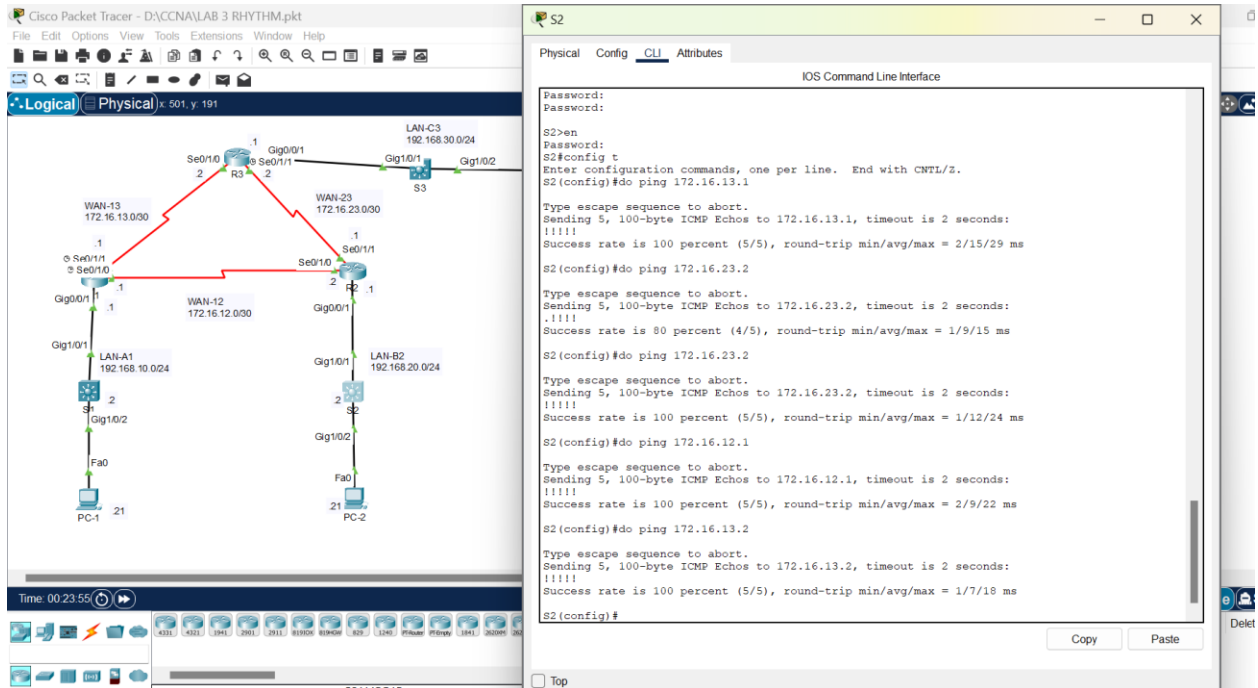 Cisco Packet Tracer - D:\CCNA\LAB 3 RHYTHM.pkt
File Edit Options View Tools Extensions Window Help
Logical Physical x: 501, y: 191
LAN-C3
192.168.30.0/24
.1
Gig0/0/1
Se0/1/0
Se0/1/1
.2
R3
.2
Gig1/0/1
Gig1/0/2
S3
WAN-13
172.16.13.0/30
WAN-23
172.16.23.0/30
.1
Se0/1/1
Se0/1/0
.1
.1
Se0/1/1
Se0/1/0
.2
R2
.1
Gig0/0/1
.1
WAN-12
172.16.12.0/30
Gig0/0/1
Gig1/0/1
LAN-A1
192.168.10.0/24
Gig1/0/1
LAN-B2
192.168.20.0/24
.2
S1
Gig1/0/2
.2
S2
Gig1/0/2
Fa0
Fa0
PC-1
.21
.21
PC-2
Time: 00:23:55
4331 4321 1941 2901 2911 819IOX 819HGW 829 1240 PT-Router PT-Empty 1841 2620XM
S2
Physical Config CLI Attributes
IOS Command Line Interface
Password:
Password:
S2>en
Password:
S2#config t
Enter configuration commands, one per line. End with CNTL/Z.
S2(config)#do ping 172.16.13.1
Type escape sequence to abort.
Sending 5, 100-byte ICMP Echos to 172.16.13.1, timeout is 2 seconds:
!!!!!
Success rate is 100 percent (5/5), round-trip min/avg/max = 2/15/29 ms
S2(config)#do ping 172.16.23.2
Type escape sequence to abort.
Sending 5, 100-byte ICMP Echos to 172.16.23.2, timeout is 2 seconds:
.!!!!
Success rate is 80 percent (4/5), round-trip min/avg/max = 1/9/15 ms
S2(config)#do ping 172.16.23.2
Type escape sequence to abort.
Sending 5, 100-byte ICMP Echos to 172.16.23.2, timeout is 2 seconds:
!!!!!
Success rate is 100 percent (5/5), round-trip min/avg/max = 1/12/24 ms
S2(config)#do ping 172.16.12.1
Type escape sequence to abort.
Sending 5, 100-byte ICMP Echos to 172.16.12.1, timeout is 2 seconds:
!!!!!
Success rate is 100 percent (5/5), round-trip min/avg/max = 2/9/22 ms
S2(config)#do ping 172.16.13.2
Type escape sequence to abort.
Sending 5, 100-byte ICMP Echos to 172.16.13.2, timeout is 2 seconds:
!!!!!
Success rate is 100 percent (5/5), round-trip min/avg/max = 1/7/18 ms
S2(config)#
Copy Paste
Top
Delet